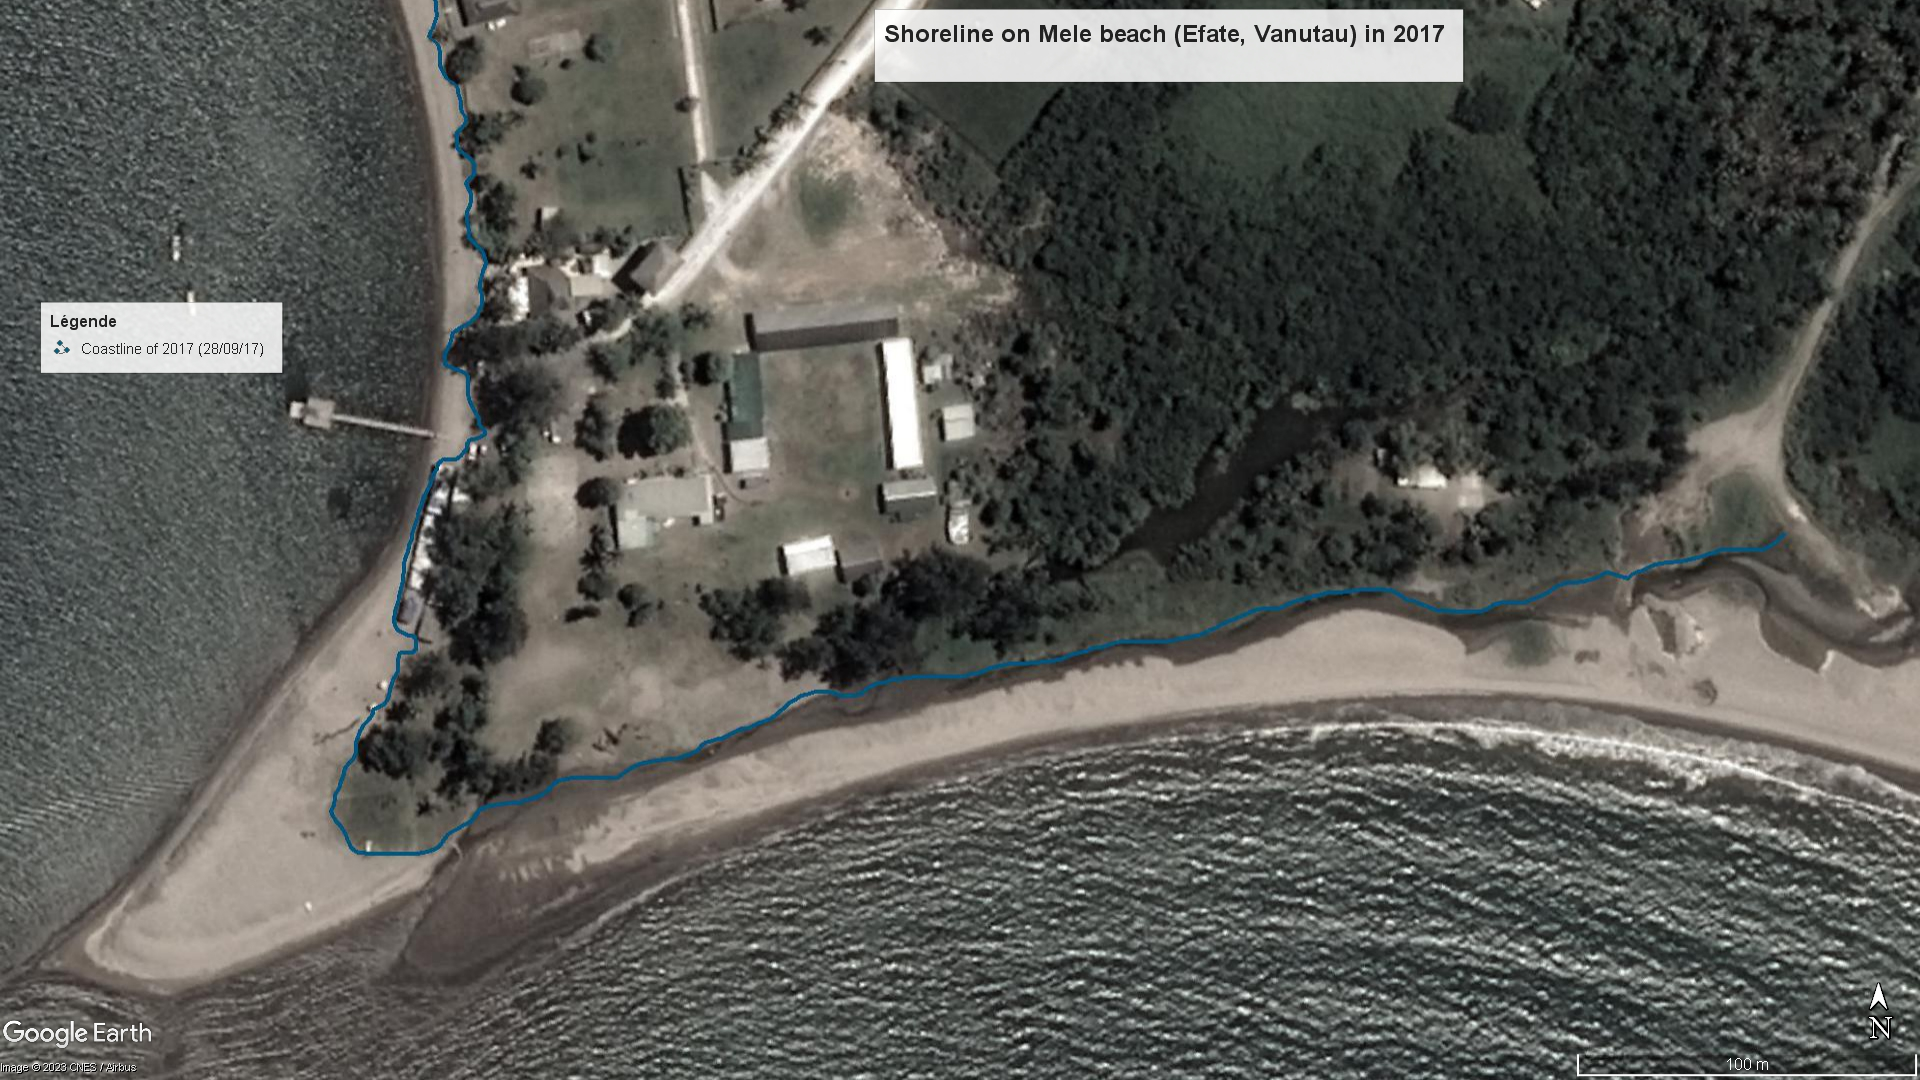 Shoreline on Mele beach (Efate, Vanutau) in 2017
Légende
Coastline of 2017 (28/09/17)
Google Earth
Image © 2023 CNES / Airbus
N
100 m